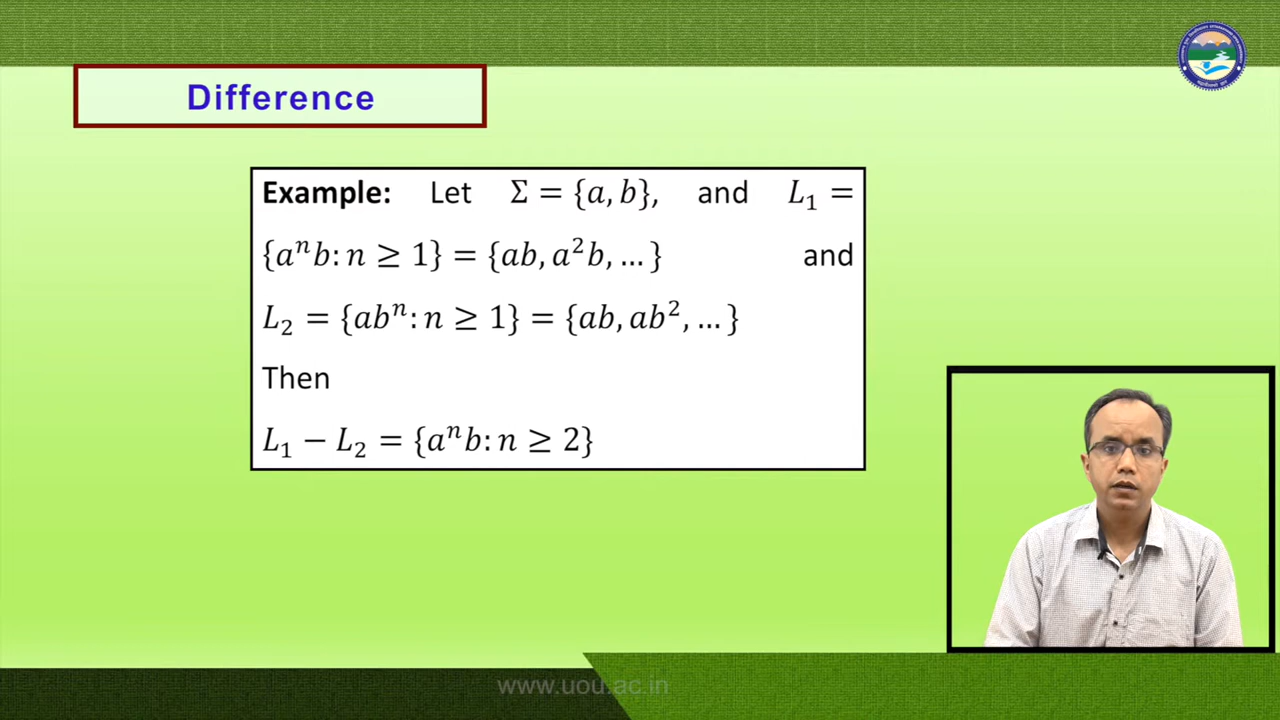 Difference
Example: Let Σ = {a, b}, and L₁ =
{aⁿb: n ≥ 1} = {ab, a²b, … } and
L₂ = {abⁿ: n ≥ 1} = {ab, ab², … }
Then
L₁ − L₂ = {aⁿb: n ≥ 2}
www.uou.ac.in